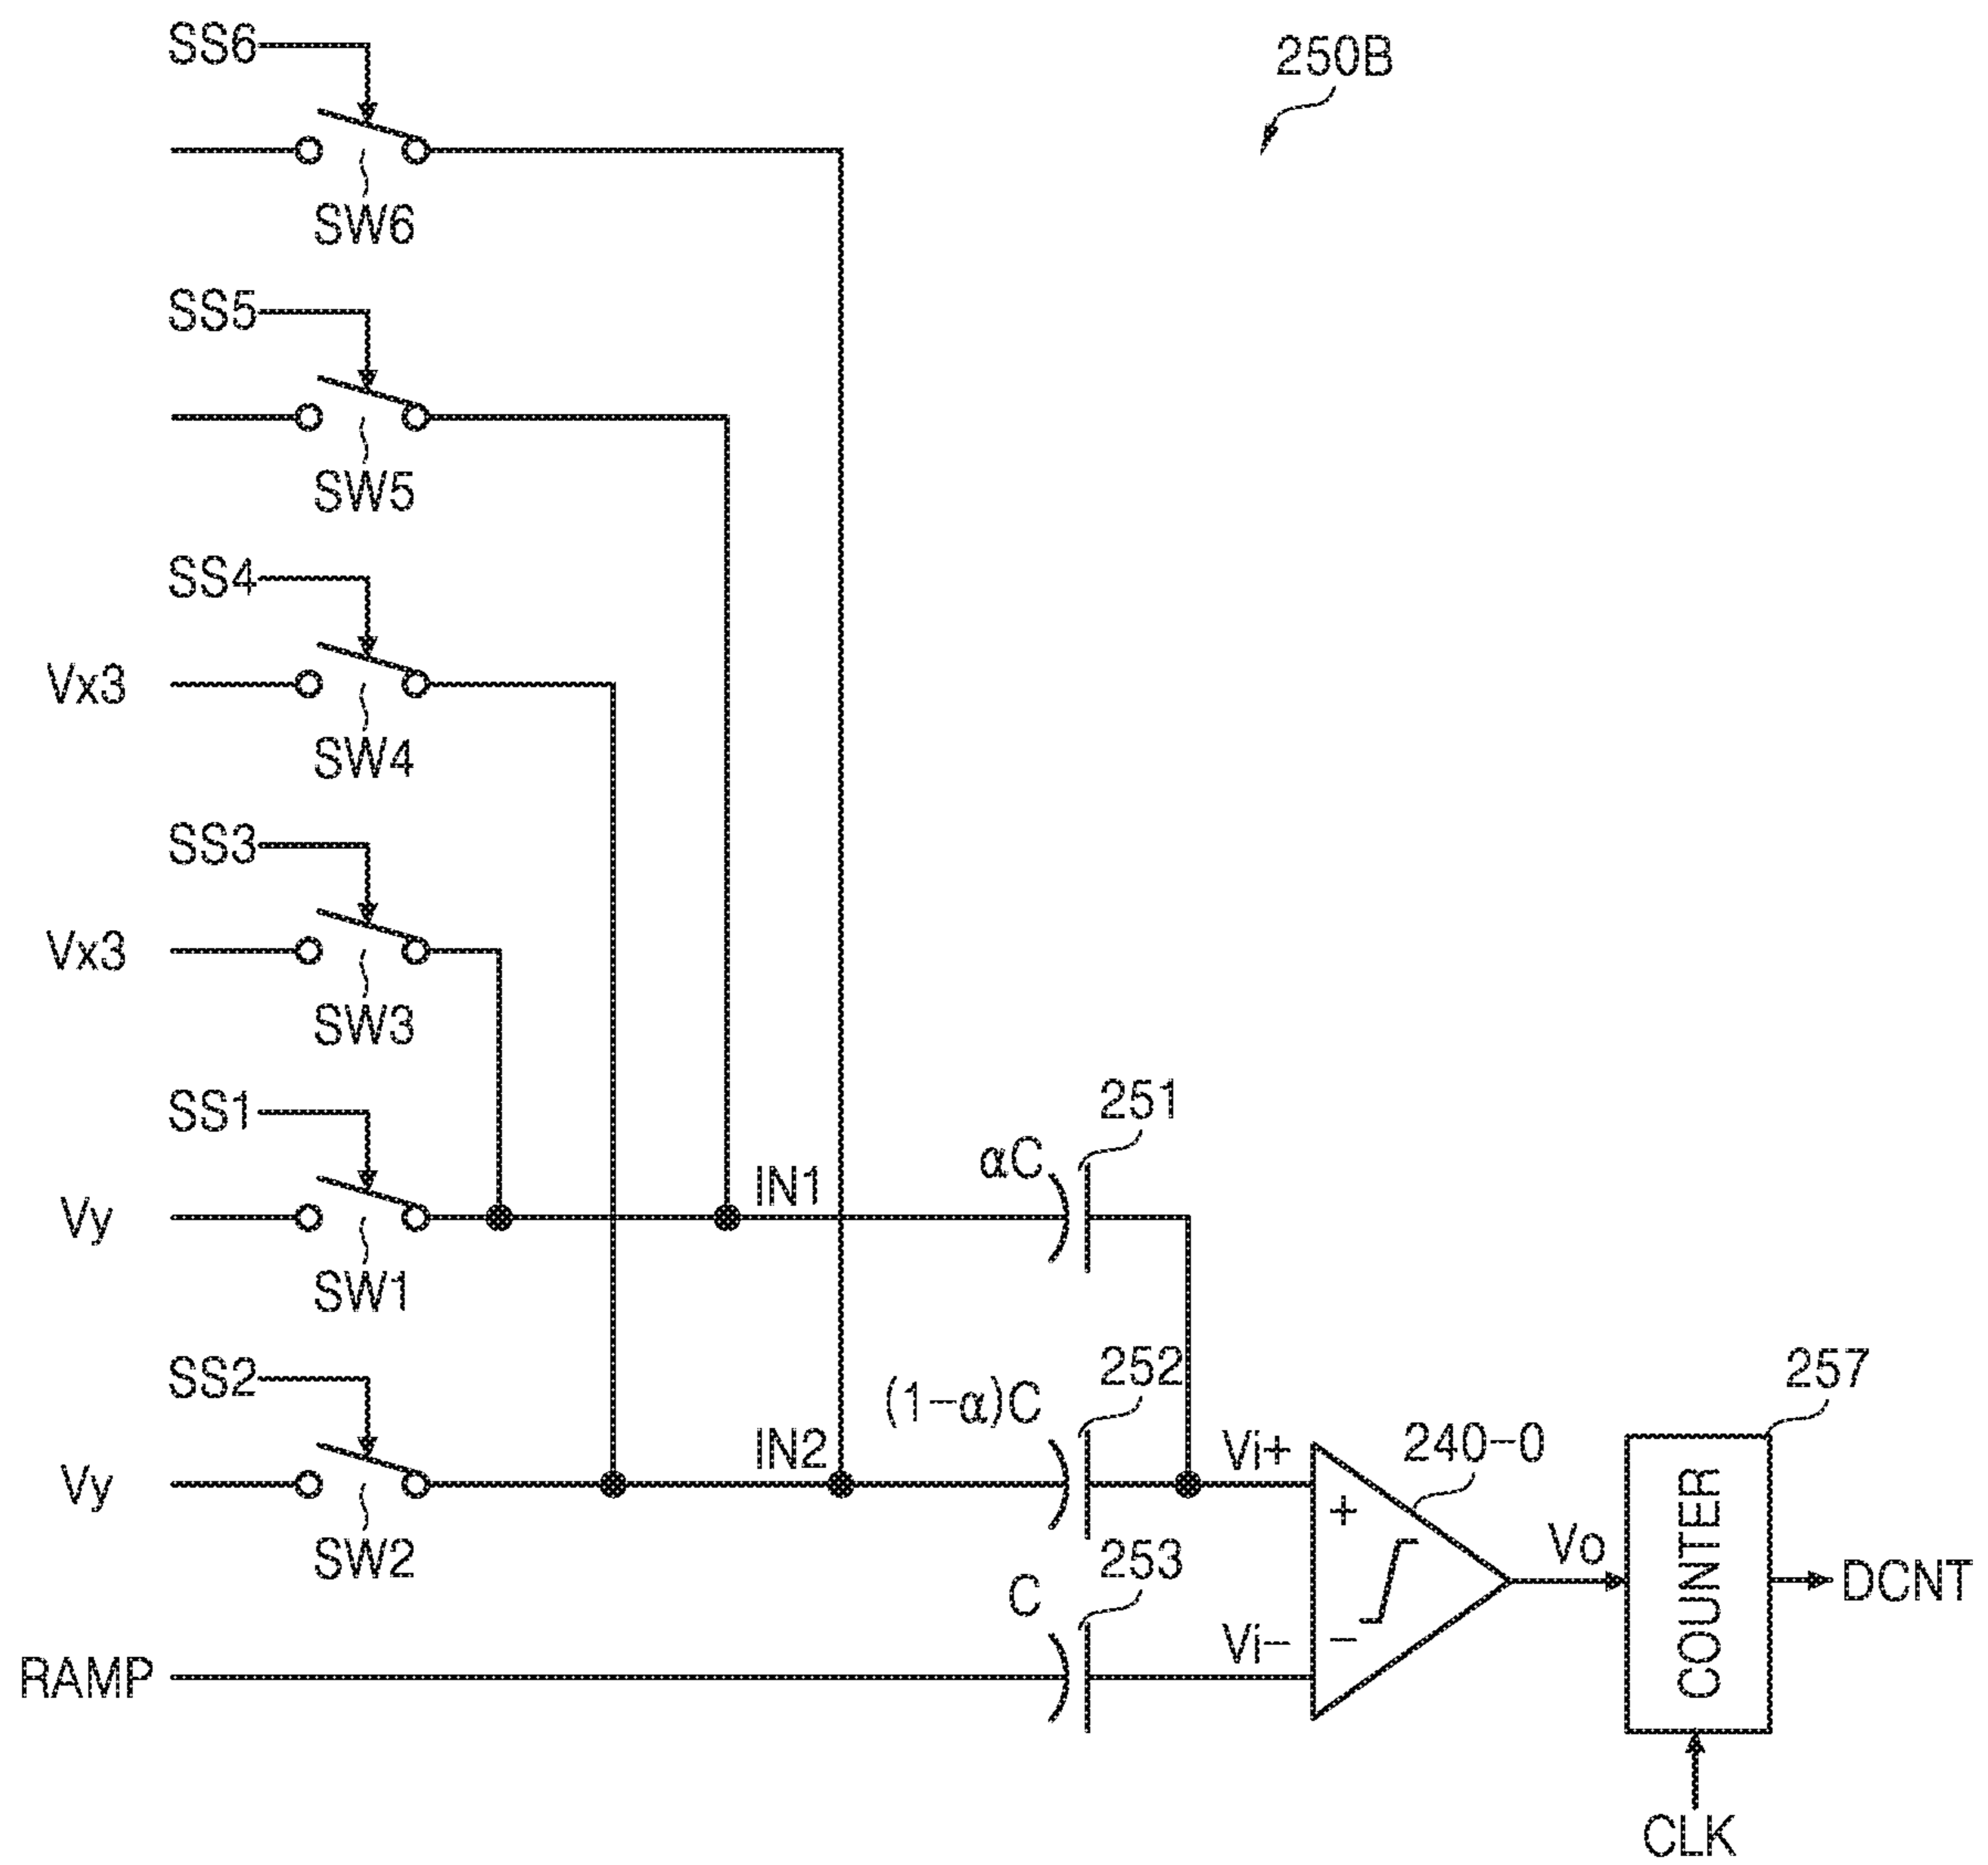 SS6
250B
SW6
SS5
SW5
SS4
Vx3
SW4
SS3
Vx3
SW3
SS1
251
αC
IN1
Vy
SW1
SS2
252
257
(1-α)C
IN2
Vi+
240-0
Vy
+
SW2
253
Vo
COUNTER
DCNT
C
Vi-
-
RAMP
CLK